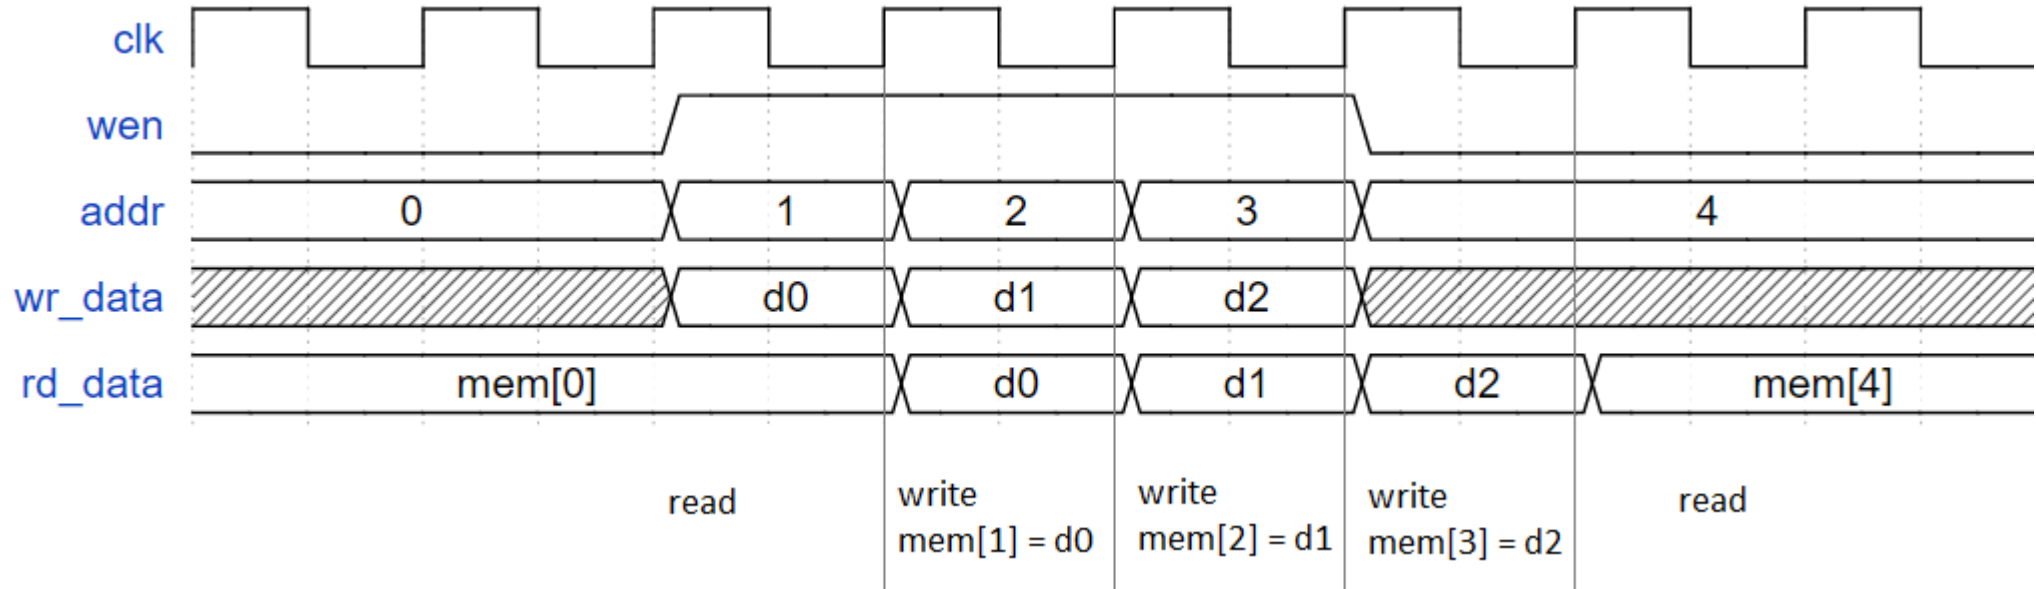 clk
wen
addr 0 1 2 3 4
wr_data d0 d1 d2
rd_data mem[0] d0 d1 d2 mem[4]
read
write
mem[1] = d0
write
mem[2] = d1
write
mem[3] = d2
read